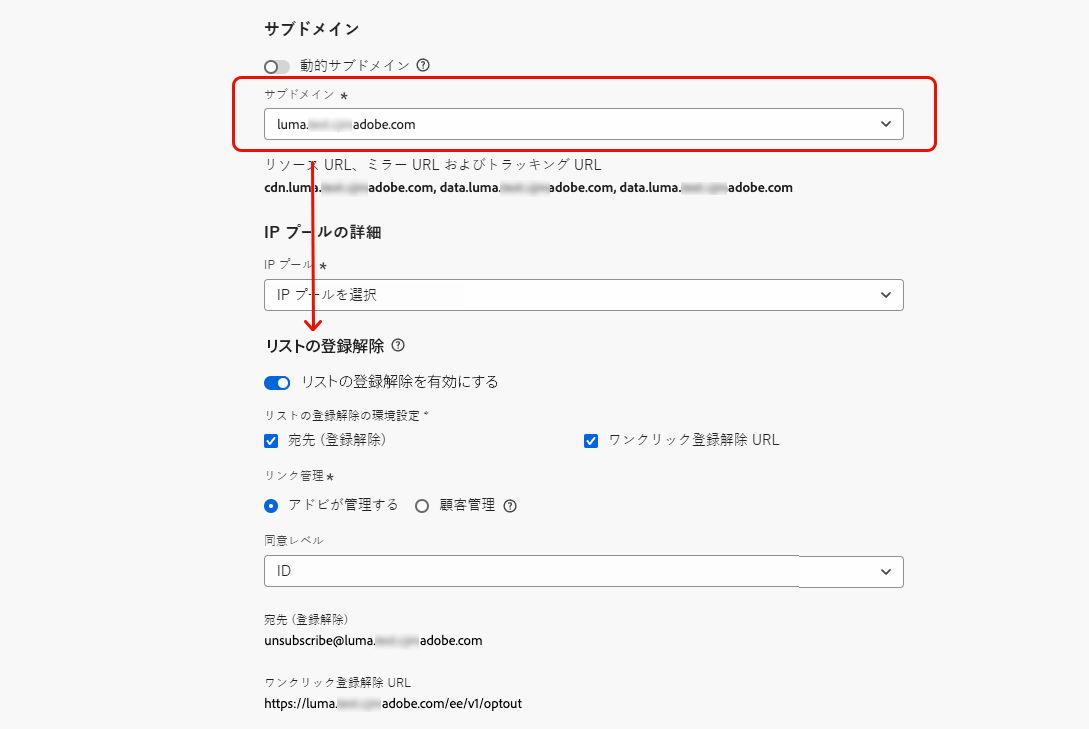 サブドメイン
動的サブドメイン ?
サブドメイン *
luma. adobe.com
リソース URL、ミラー URL およびトラッキング URL
cdn.luma. adobe.com, data.luma. adobe.com, data.luma. adobe.com
IP プールの詳細
IP プール *
IP プールを選択
リストの登録解除 ?
リストの登録解除を有効にする
リストの登録解除の環境設定 *
宛先 (登録解除) ワンクリック登録解除 URL
リンク管理 *
アドビが管理する 顧客管理 ?
同意レベル
ID
宛先 (登録解除)
unsubscribe@luma. adobe.com
ワンクリック登録解除 URL
https://luma. adobe.com/ee/v1/optout